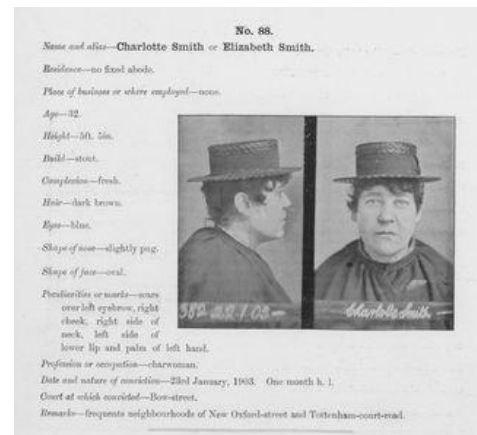 No. 88.
Name and alias—Charlotte Smith or Elizabeth Smith.
Residence—no fixed abode.
Place of business or where employed—none.
Age—32.
Height—5ft. 5in.
Build—stout.
Complexion—fresh.
Hair—dark brown.
Eyes—blue.
Shape of nose—slightly pug.
Shape of face—oval.
Peculiarities or marks—scars
over left eyebrow, right
cheek, right side of
neck, left side of
lower lip and palm of left hand.
382 22.1.03 -
Charlotte Smith -
Profession or occupation—charwoman.
Date and nature of conviction—23rd January, 1903. One month h. l.
Court at which convicted—Bow-street.
Remarks—frequents neighbourhoods of New Oxford-street and Tottenham-court-road.